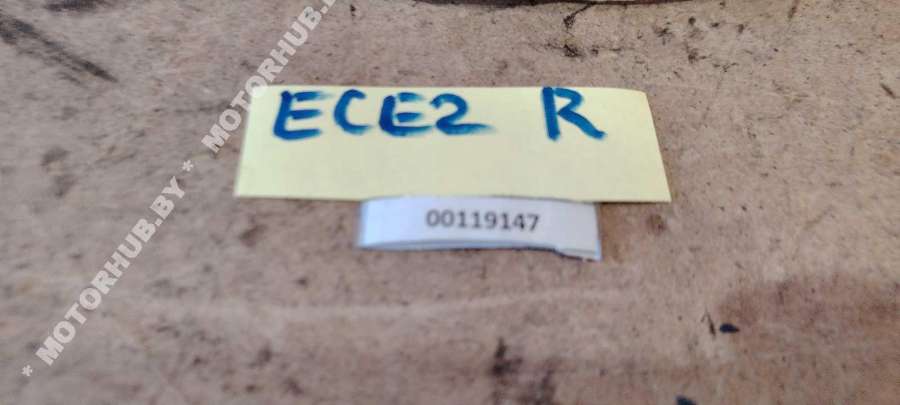 ECE2 R
00119147
* MOTORHUB.BY * MOTORHUB.BY